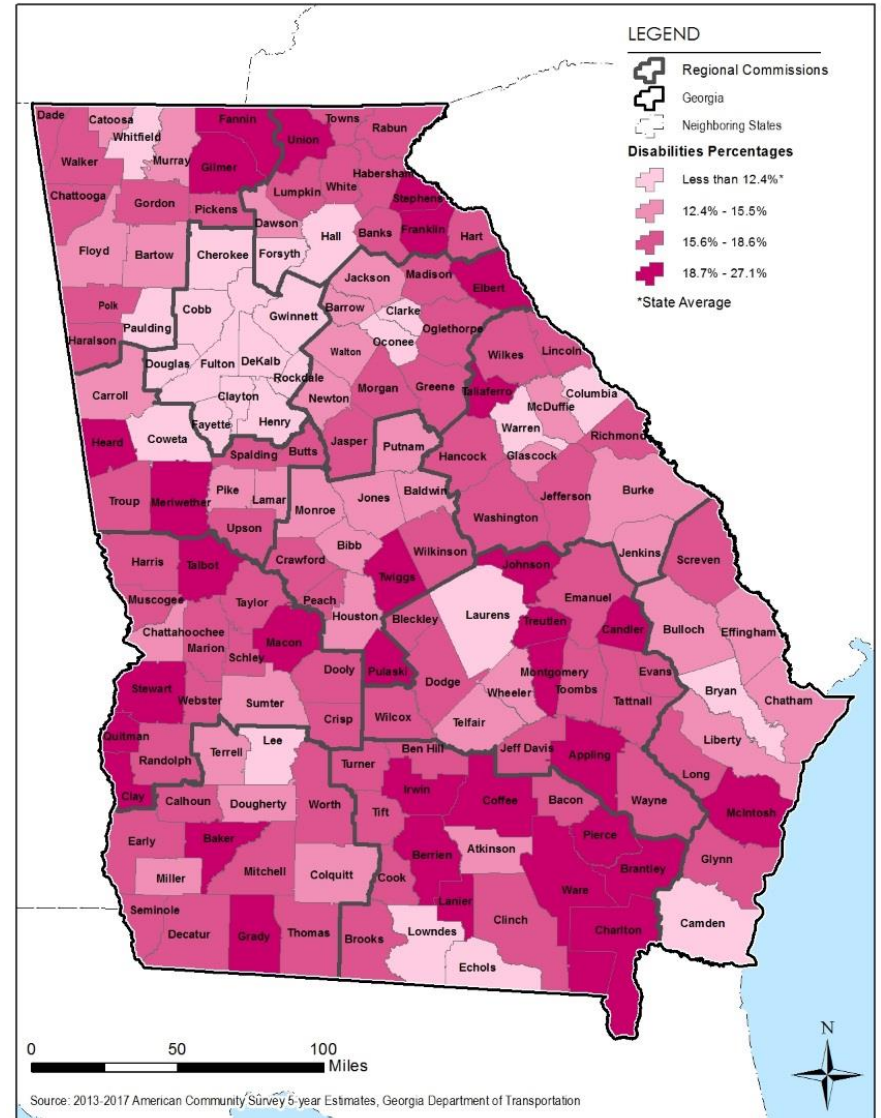 LEGEND
Regional Commissions
Georgia
Neighboring States
Disabilities Percentages
Less than 12.4%*
12.4% - 15.5%
15.6% - 18.6%
18.7% - 27.1%
*State Average
Dade
Catoosa
Whitfield
Fannin
Towns
Union
Rabun
Walker
Murray
Gilmer
Habersham
White
Lumpkin
Stephens
Chattooga
Gordon
Pickens
Dawson
Hall
Banks
Franklin
Hart
Floyd
Bartow
Cherokee
Forsyth
Jackson
Madison
Elbert
Polk
Paulding
Cobb
Gwinnett
Barrow
Clarke
Oconee
Oglethorpe
Haralson
Douglas
Fulton
DeKalb
Rockdale
Walton
Wilkes
Lincoln
Carroll
Clayton
Newton
Morgan
Greene
Taliaferro
Columbia
McDuffie
Fayette
Henry
Warren
Heard
Coweta
Spalding
Butts
Jasper
Putnam
Hancock
Glascock
Richmond
Troup
Meriwether
Pike
Lamar
Monroe
Jones
Baldwin
Jefferson
Burke
Upson
Washington
Harris
Talbot
Crawford
Bibb
Wilkinson
Twiggs
Jenkins
Screven
Johnson
Muscogee
Taylor
Peach
Houston
Bleckley
Laurens
Emanuel
Treutlen
Candler
Bulloch
Effingham
Chattahoochee
Marion
Schley
Macon
Pulaski
Dooly
Dodge
Montgomery
Wheeler
Toombs
Evans
Tattnall
Bryan
Chatham
Stewart
Webster
Sumter
Crisp
Wilcox
Telfair
Liberty
Quitman
Randolph
Terrell
Lee
Turner
Ben Hill
Jeff Davis
Appling
Long
Clay
Calhoun
Dougherty
Worth
Irwin
Tift
Coffee
Bacon
Wayne
McIntosh
Early
Baker
Mitchell
Miller
Colquitt
Cook
Berrien
Atkinson
Pierce
Ware
Brantley
Glynn
Seminole
Decatur
Grady
Thomas
Brooks
Lanier
Lowndes
Clinch
Echols
Charlton
Camden
0 50 100
Miles
N
Source: 2013-2017 American Community Survey 5-year Estimates, Georgia Department of Transportation